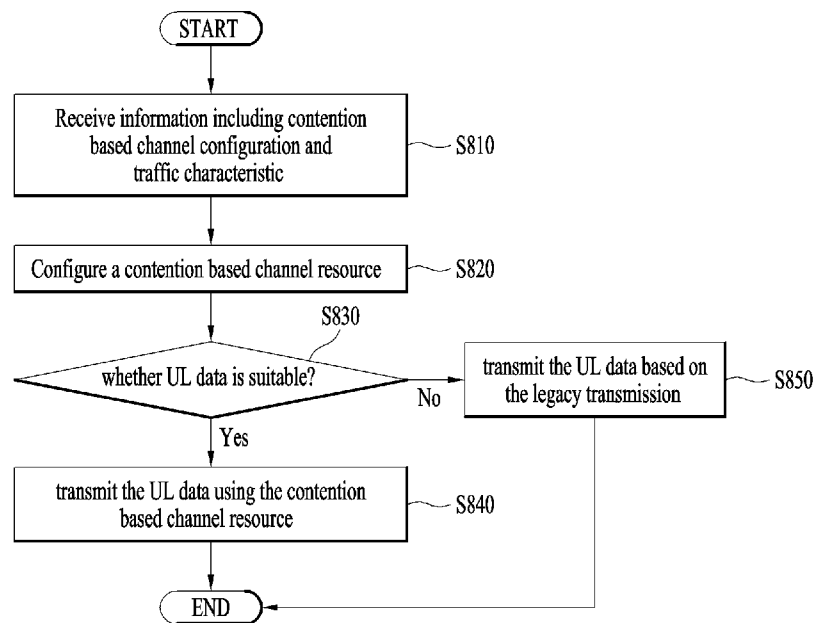 START
Receive information including contention
based channel configuration and
traffic characteristic
S810
Configure a contention based channel resource
S820
S830
whether UL data is suitable?
No
transmit the UL data based on
the legacy transmission
S850
Yes
transmit the UL data using the contention
based channel resource
S840
END